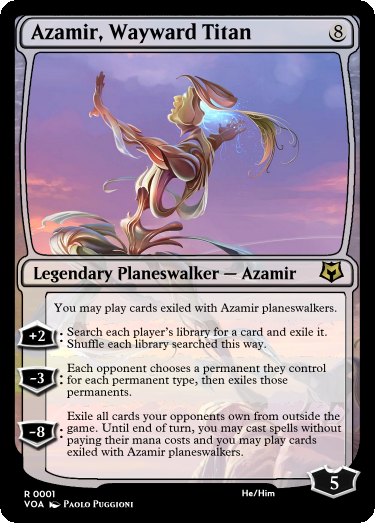 Azamir, Wayward Titan 8
Legendary Planeswalker — Azamir
You may play cards exiled with Azamir planeswalkers.
+2: Search each player's library for a card and exile it.
Shuffle each library searched this way.
Each opponent chooses a permanent they control
-3: for each permanent type, then exiles those
permanents.
Exile all cards your opponents own from outside the
game. Until end of turn, you may cast spells without
-8: paying their mana costs and you may play cards
exiled with Azamir planeswalkers.
5
R 0001 He/Him
VOA Paolo Puggioni